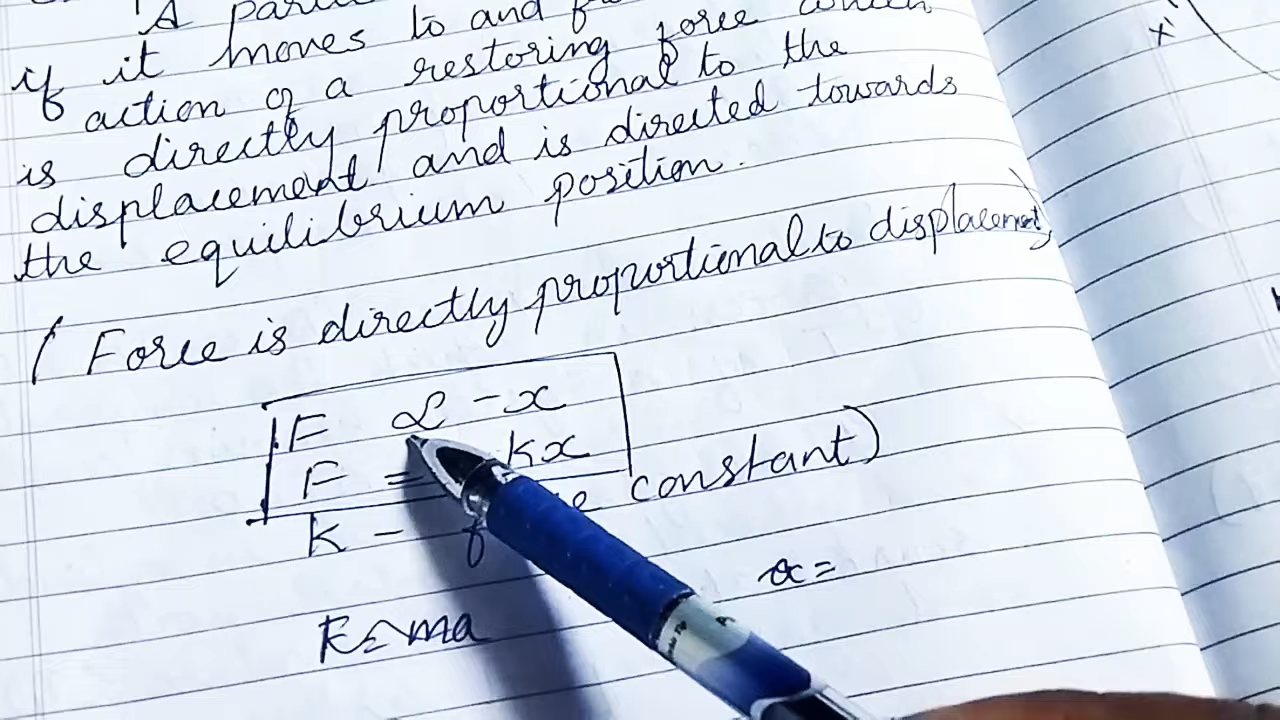 A
if it moves to and
action of a restoring force which
is directly proportional to the
displacement and is directed towards
the equilibrium position.
( Force is directly proportional to displacement)
F ∝ -x
F = kx
k - constant)
a =
F = ma
x'